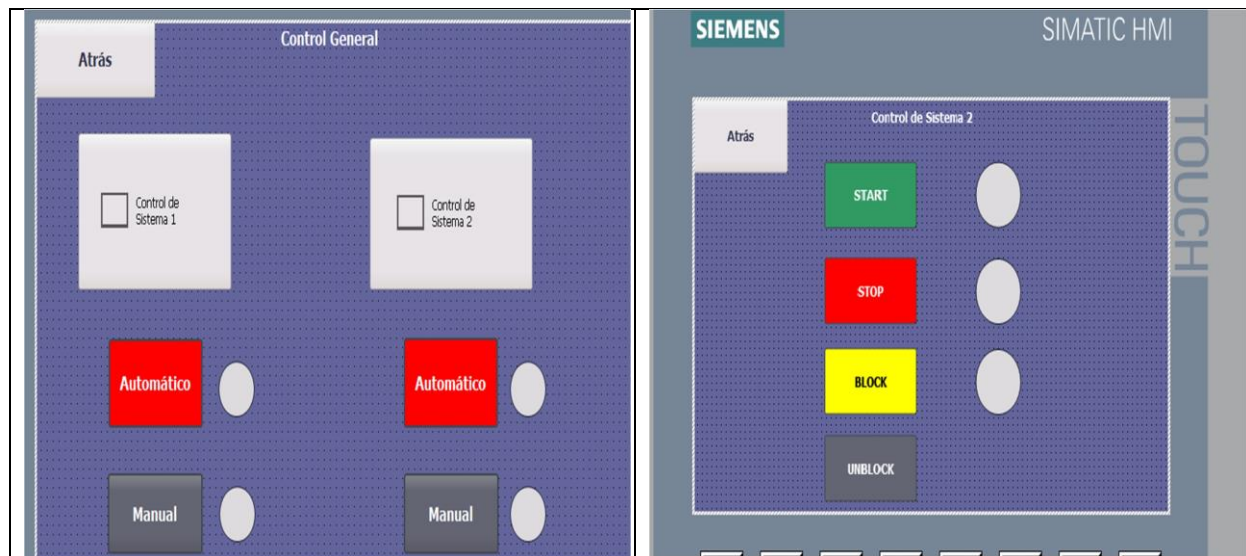 Control General
Atrás
Control de
Sistema 1
Control de
Sistema 2
Automático
Automático
Manual
Manual
SIEMENS
SIMATIC HMI
TOUCH
Control de Sistema 2
Atrás
START
STOP
BLOCK
UNBLOCK